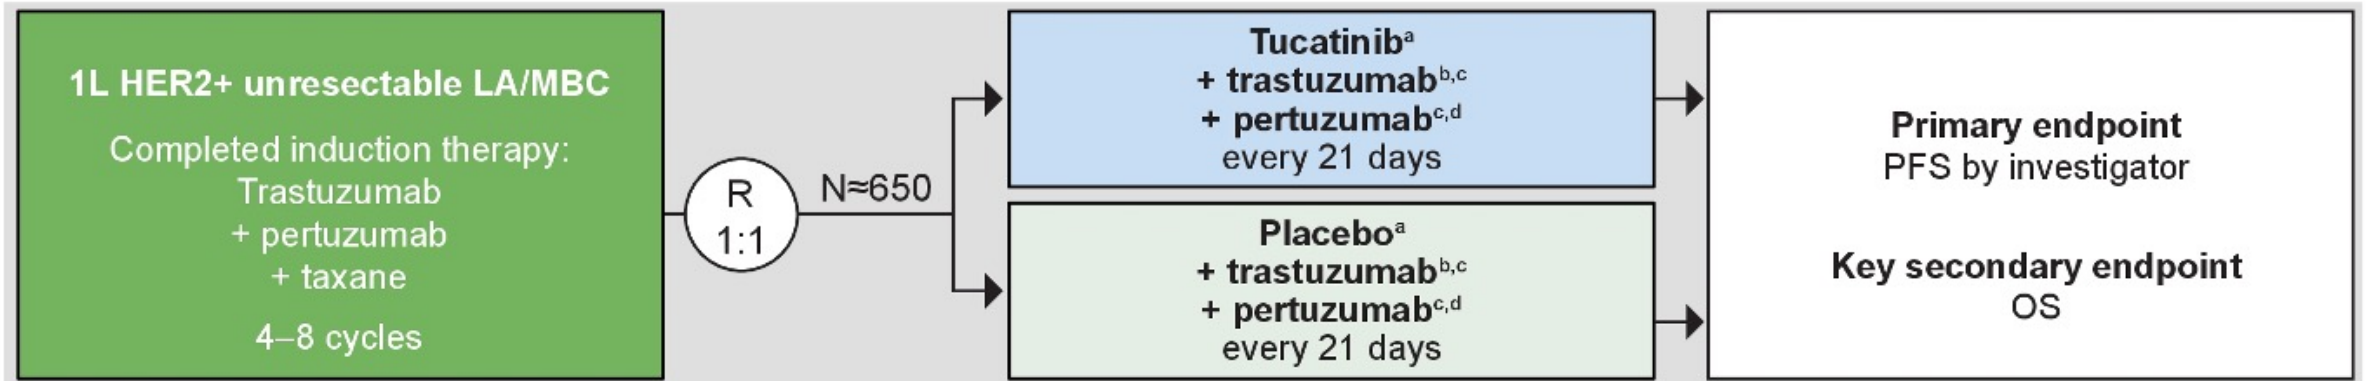 1L HER2+ unresectable LA/MBC
Completed induction therapy:
Trastuzumab
+ pertuzumab
+ taxane
4–8 cycles
R
1:1
N≈650
Tucatinibᵃ
+ trastuzumabᵇ,ᶜ
+ pertuzumabᶜ,ᵈ
every 21 days
Placeboᵃ
+ trastuzumabᵇ,ᶜ
+ pertuzumabᶜ,ᵈ
every 21 days
Primary endpoint
PFS by investigator
Key secondary endpoint
OS